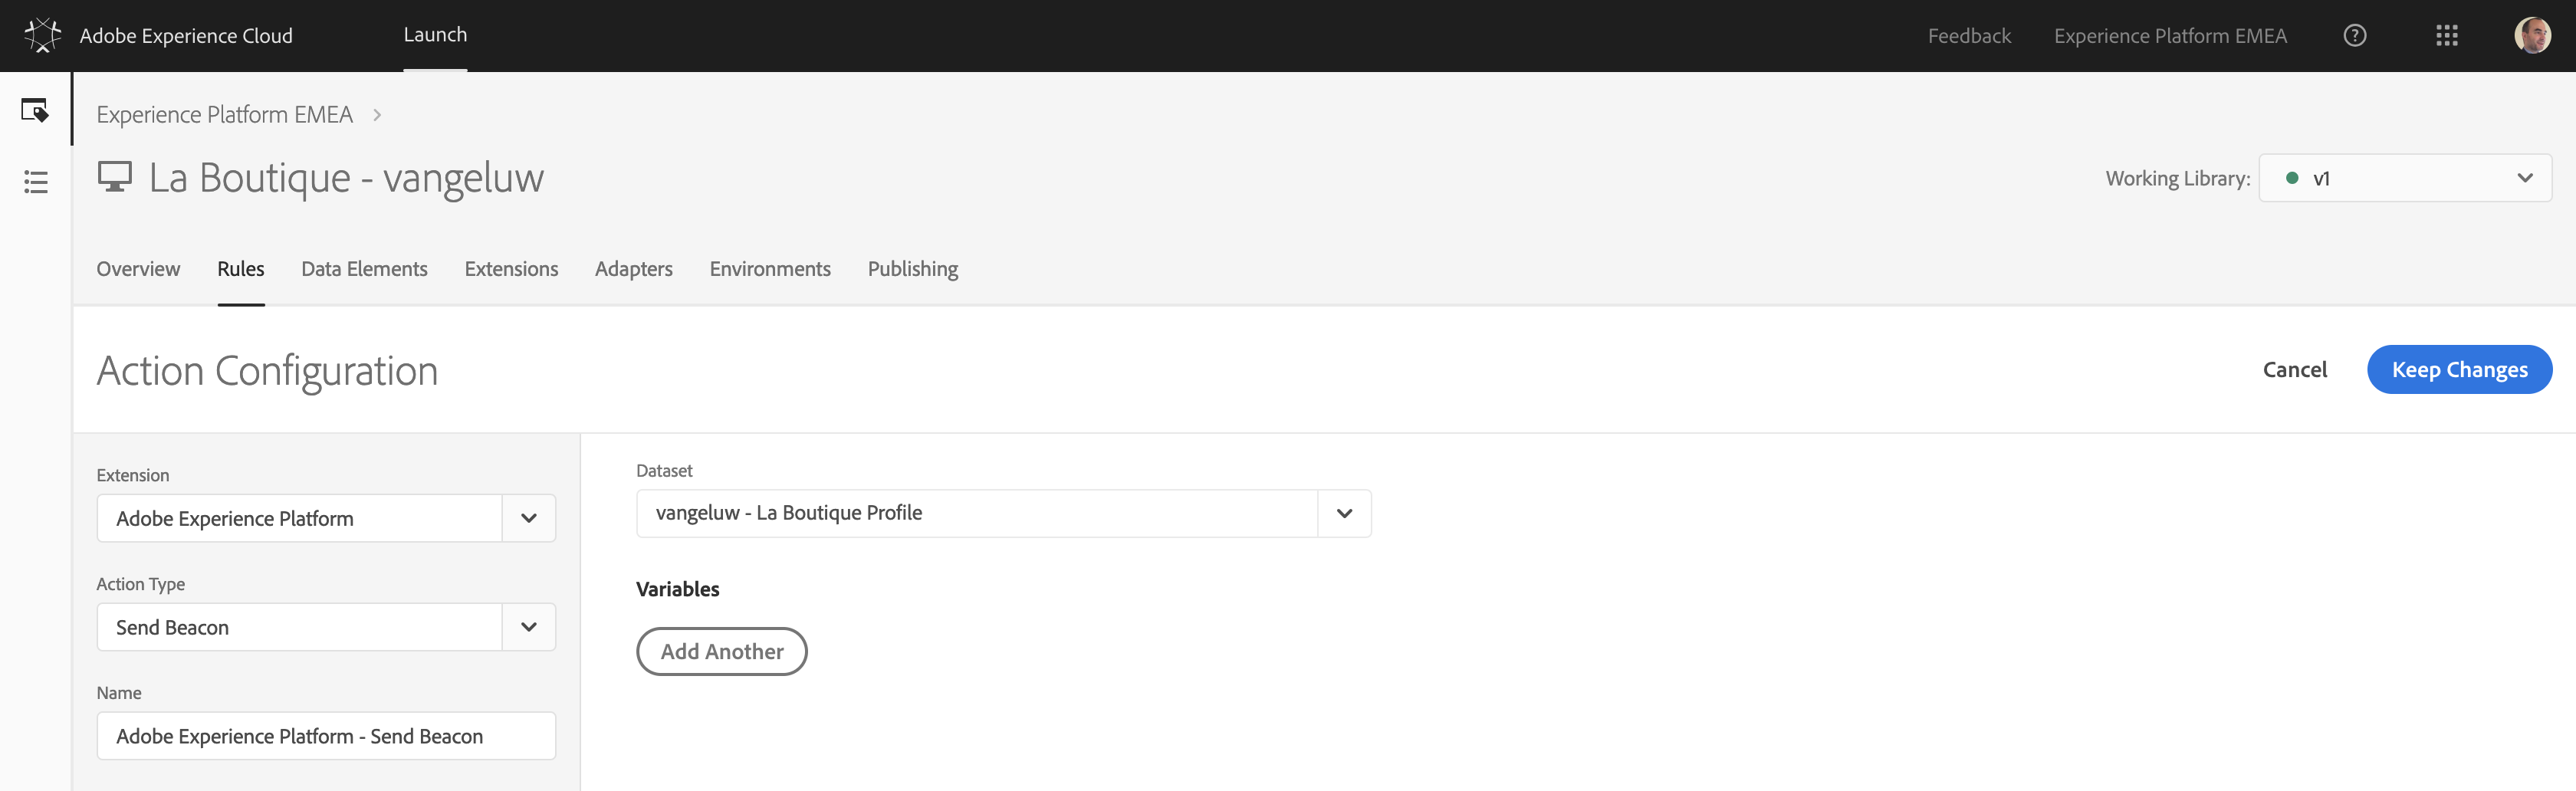 Adobe Experience Cloud
Launch
Feedback
Experience Platform EMEA
Experience Platform EMEA
La Boutique - vangeluw
Working Library:
v1
Overview
Rules
Data Elements
Extensions
Adapters
Environments
Publishing
Action Configuration
Cancel
Keep Changes
Extension
Adobe Experience Platform
Action Type
Send Beacon
Name
Adobe Experience Platform - Send Beacon
Dataset
vangeluw - La Boutique Profile
Variables
Add Another